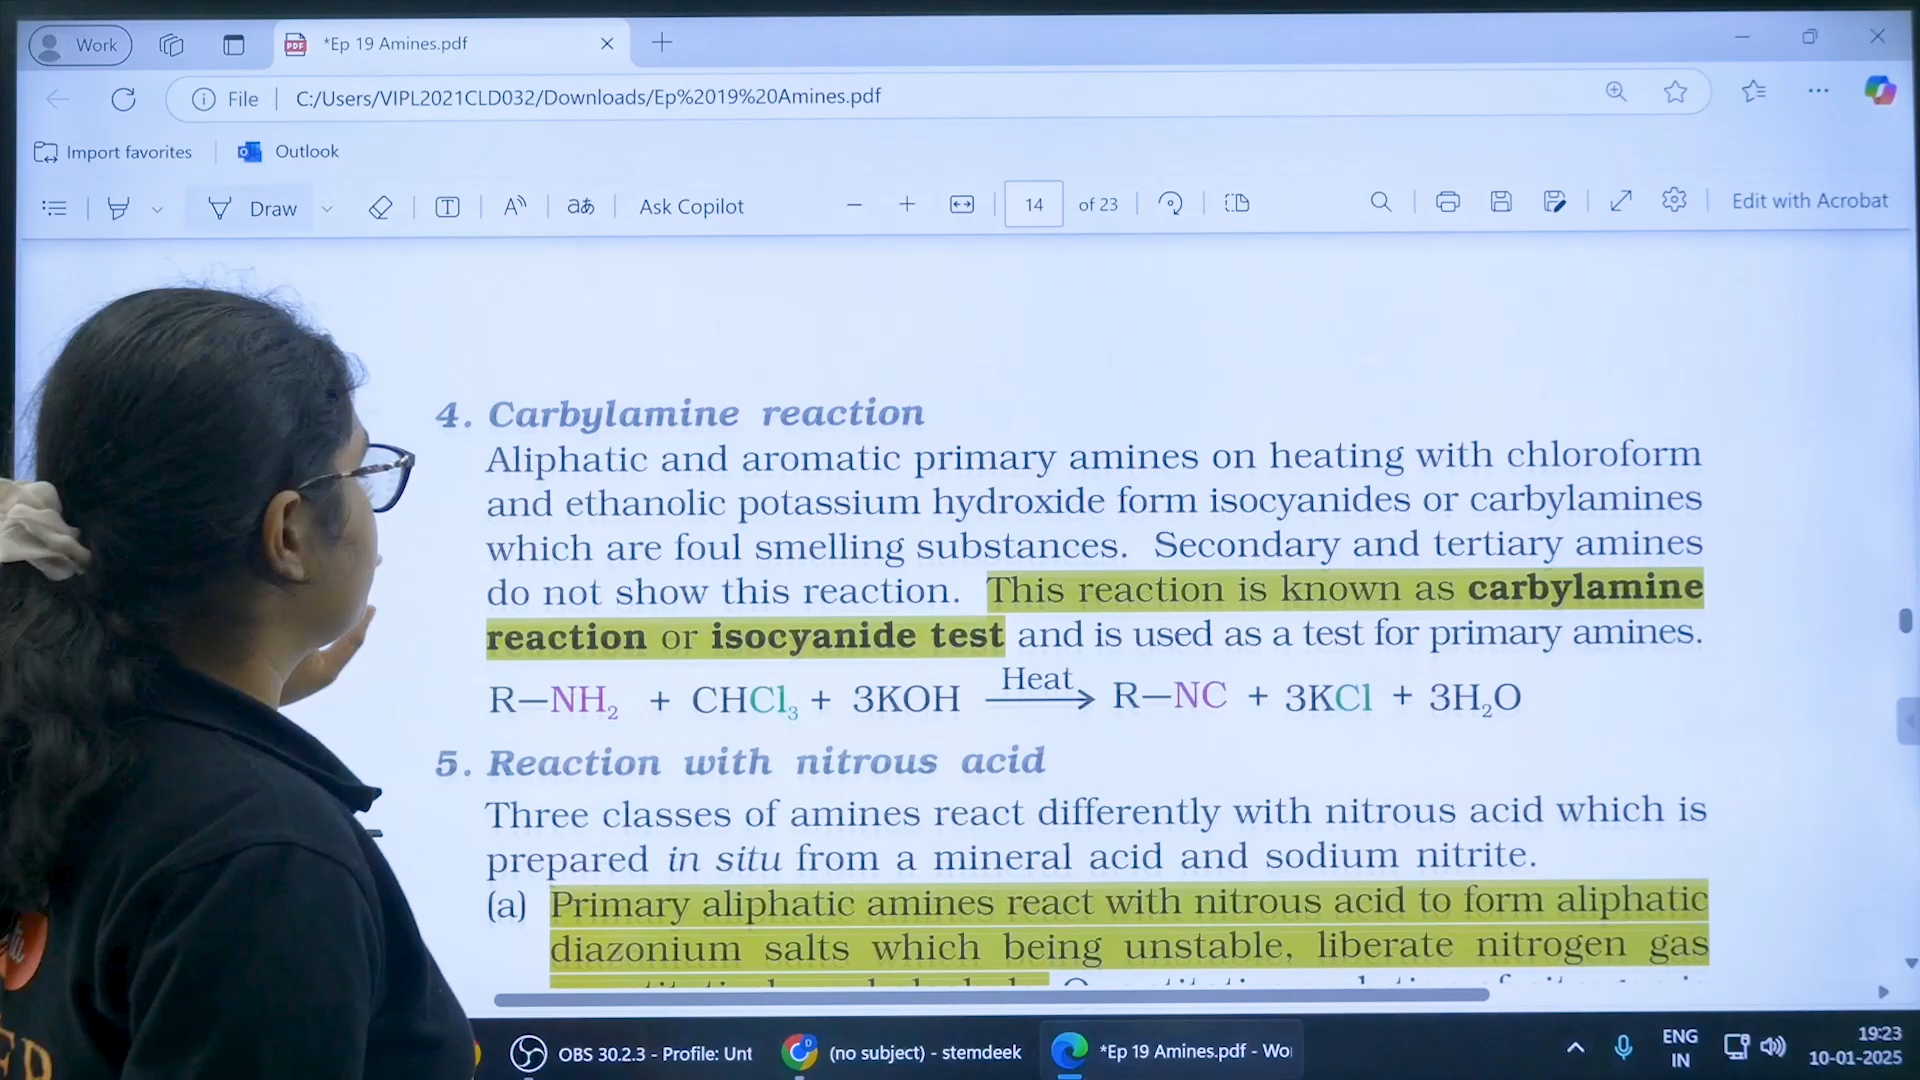 Work
*Ep 19 Amines.pdf
File
C:/Users/VIPL2021CLD032/Downloads/Ep%2019%20Amines.pdf
Import favorites
Outlook
Draw
Ask Copilot
14 of 23
Edit with Acrobat
4. Carbylamine reaction
Aliphatic and aromatic primary amines on heating with chloroform
and ethanolic potassium hydroxide form isocyanides or carbylamines
which are foul smelling substances. Secondary and tertiary amines
do not show this reaction. This reaction is known as carbylamine
reaction or isocyanide test and is used as a test for primary amines.
R—NH₂ + CHCl₃ + 3KOH Heat→ R—NC + 3KCl + 3H₂O
5. Reaction with nitrous acid
Three classes of amines react differently with nitrous acid which is
prepared in situ from a mineral acid and sodium nitrite.
(a) Primary aliphatic amines react with nitrous acid to form aliphatic
diazonium salts which being unstable, liberate nitrogen gas
OBS 30.2.3 - Profile: Unt
(no subject) - stemdeek
*Ep 19 Amines.pdf - Wo
ENG
IN
19:23
10-01-2025